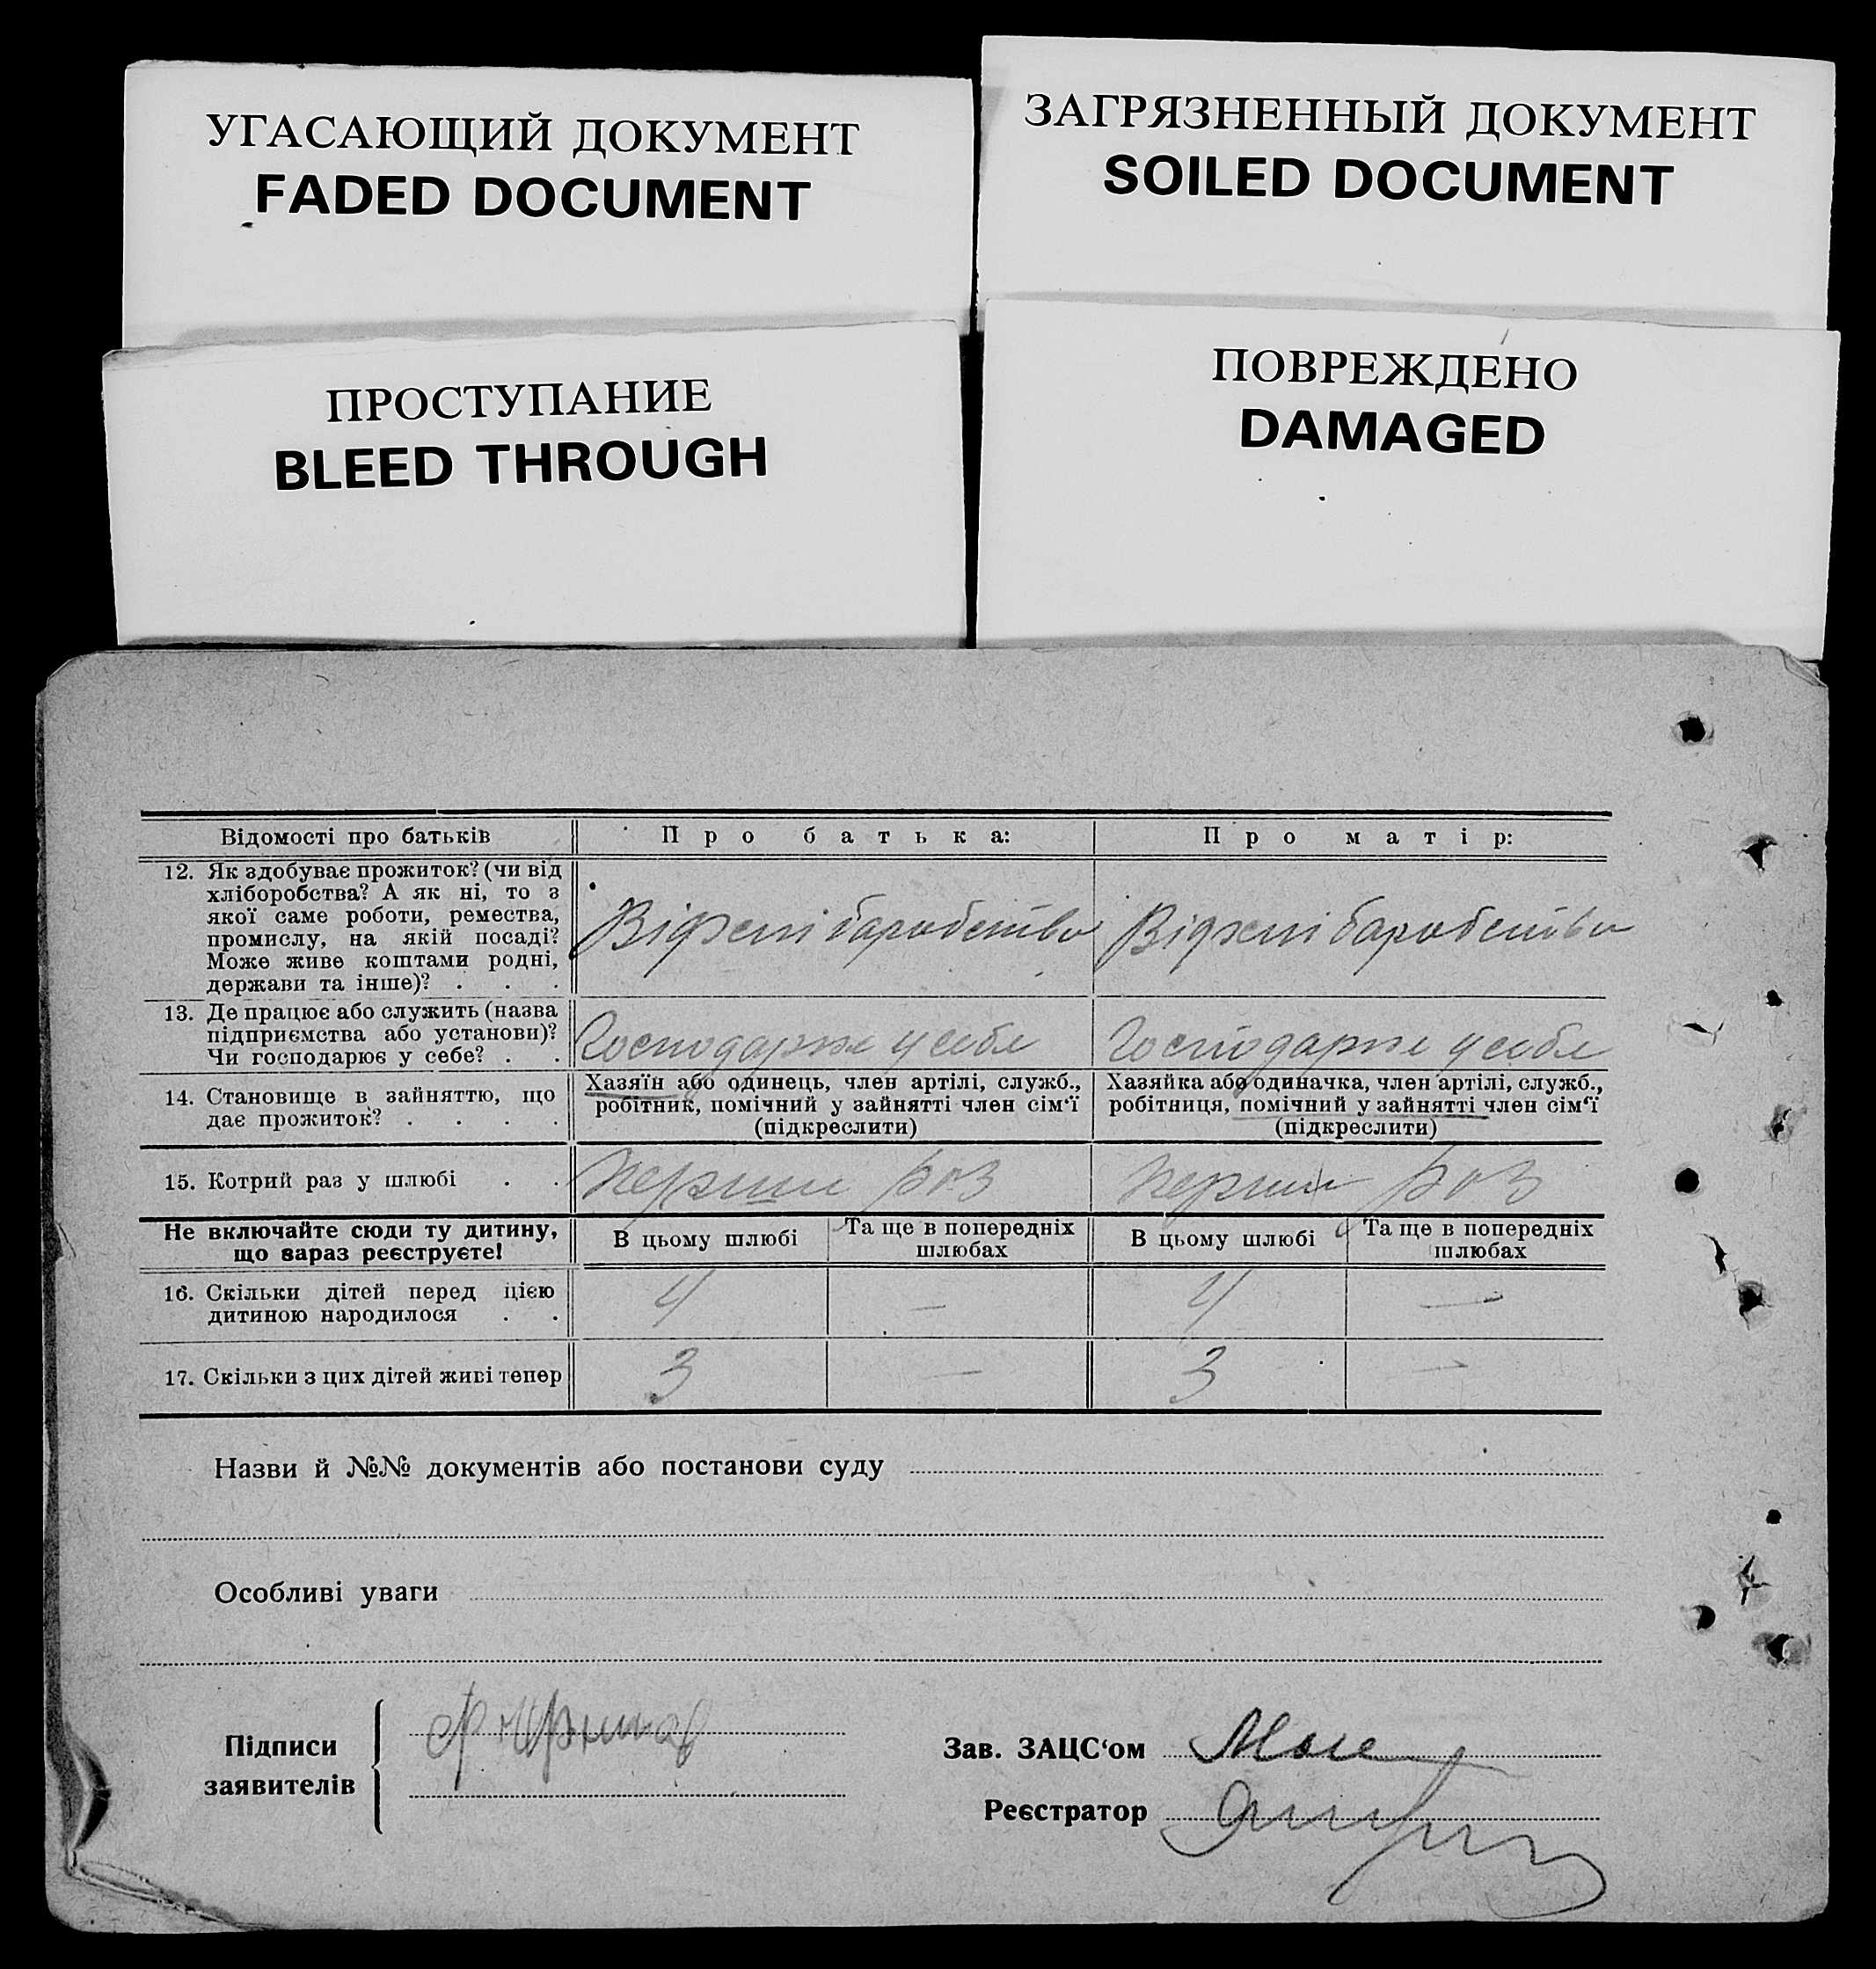 УГАСАЮЩИЙ ДОКУМЕНТ
FADED DOCUMENT
ЗАГРЯЗНЕННЫЙ ДОКУМЕНТ
SOILED DOCUMENT
ПРОСТУПАНИЕ
BLEED THROUGH
ПОВРЕЖДЕНО
DAMAGED
Відомості про батьків
Про батька:
Про матір:
12. Як здобуває прожиток? (чи від
хліборобства? А як ні, то з
якої саме роботи, ремества,
промислу, на якій посаді?
Може живе коштами родні,
держави та інше)? . . .
13. Де працює або служить (назва
підприємства або установи)?
Чи господарює у себе? . .
Господарже у себе
Господарже у себе
14. Становище в зайняттю, що
дає прожиток? . . . .
Хазяїн або одинець, член артілі, служб.,
робітник, помічний у зайнятті член сім‘ї
(підкреслити)
Хазяйка або одиначка, член артілі, служб.,
робітниця, помічний у зайнятті член сім‘ї
(підкреслити)
15. Котрий раз у шлюбі . .
перший раз
перший раз
Не включайте сюди ту дитину,
що вараз реєструєте!
В цьому шлюбі
Та ще в попередніх
шлюбах
В цьому шлюбі
Та ще в попередніх
шлюбах
16. Скільки дітей перед цією
дитиною народилося . .
4 — 4 —
17. Скільки з цих дітей живі тепер
3 — 3 —
Назви й №№ документів або постанови суду
Особливі уваги
Підписи
заявителів
Зав. ЗАЦС‘ом
Реєстратор